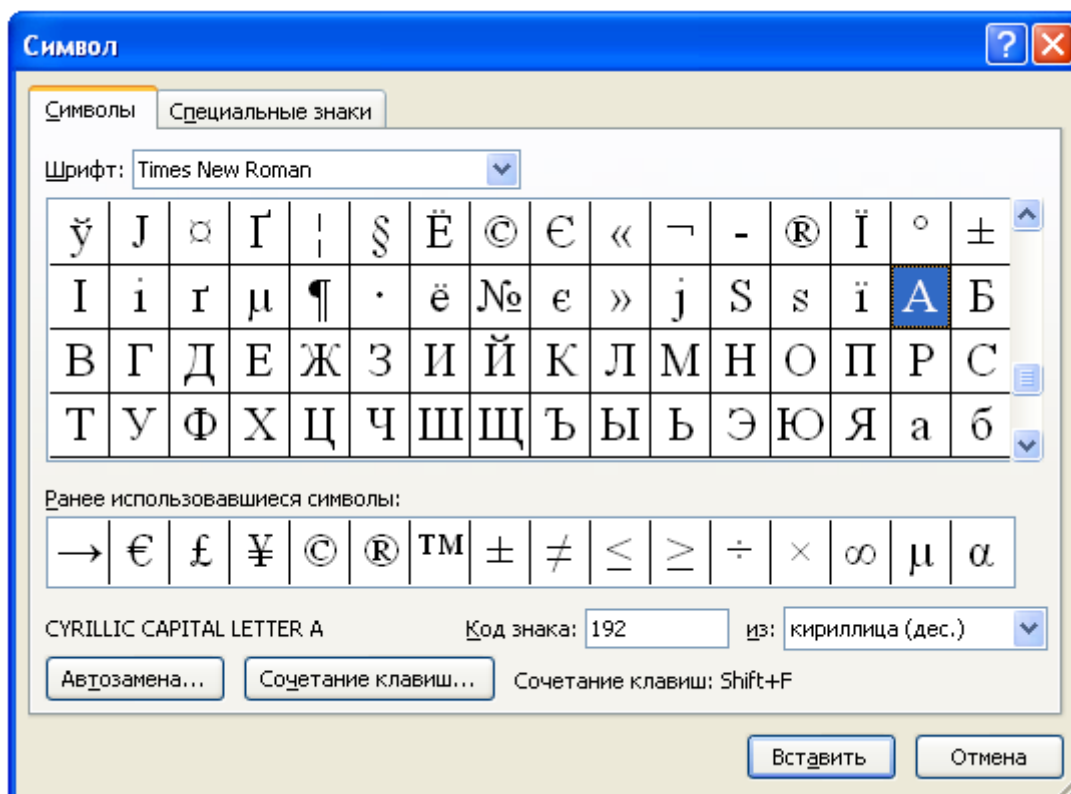 Символ
Символы Специальные знаки
Шрифт: Times New Roman
ў Ј ¤ Ґ ¦ § Ё © Є « ¬ - ® Ї ° ±
І і ґ µ ¶ · ё № є » ј Ѕ ѕ ї А Б
В Г Д Е Ж З И Й К Л М Н О П Р С
Т У Ф Х Ц Ч Ш Щ Ъ Ы Ь Э Ю Я а б
Ранее использовавшиеся символы:
→ € £ ¥ © ® ™ ± ≠ ≤ ≥ ÷ × ∞ µ α
CYRILLIC CAPITAL LETTER A Код знака: 192 из: кириллица (дес.)
Автозамена... Сочетание клавиш... Сочетание клавиш: Shift+F
Вставить Отмена